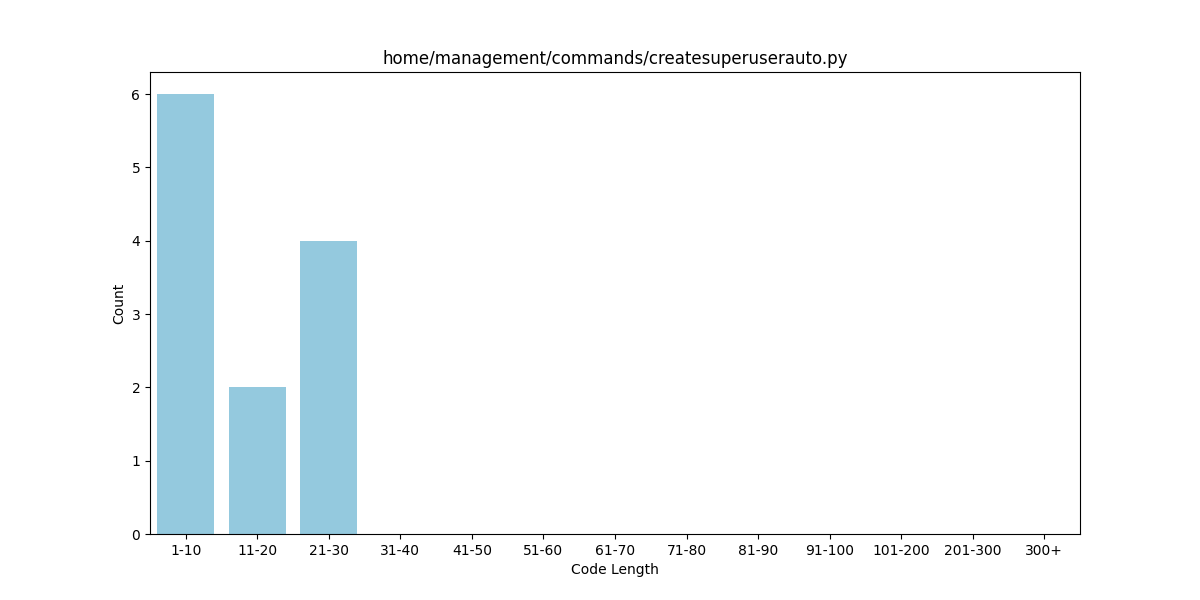 home/management/commands/createsuperuserauto.py
6
5
4
3
2
1
0
Count
1-10 11-20 21-30 31-40 41-50 51-60 61-70 71-80 81-90 91-100 101-200 201-300 300+
Code Length